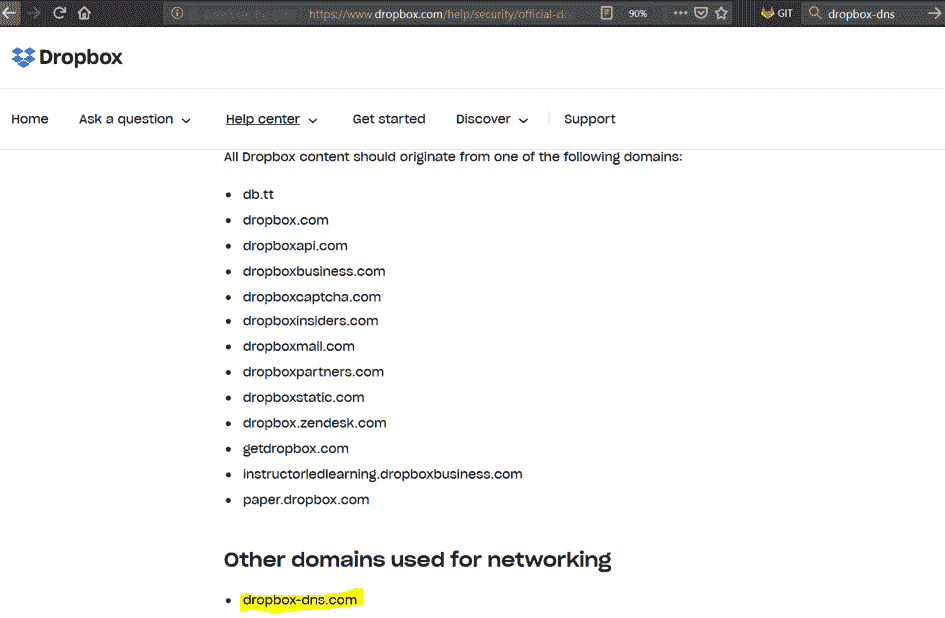 https://www.dropbox.com/help/security/official-d
90%
GIT
dropbox-dns
Dropbox
Home
Ask a question
Help center
Get started
Discover
Support
All Dropbox content should originate from one of the following domains:
db.tt
dropbox.com
dropboxapi.com
dropboxbusiness.com
dropboxcaptcha.com
dropboxinsiders.com
dropboxmail.com
dropboxpartners.com
dropboxstatic.com
dropbox.zendesk.com
getdropbox.com
instructorledlearning.dropboxbusiness.com
paper.dropbox.com
Other domains used for networking
dropbox-dns.com